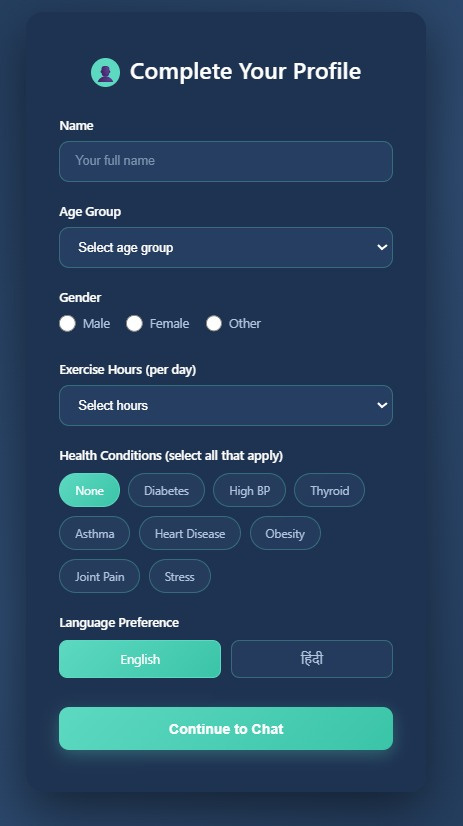 Complete Your Profile
Name
Your full name
Age Group
Select age group
Gender
Male Female Other
Exercise Hours (per day)
Select hours
Health Conditions (select all that apply)
None Diabetes High BP Thyroid
Asthma Heart Disease Obesity
Joint Pain Stress
Language Preference
English हिंदी
Continue to Chat